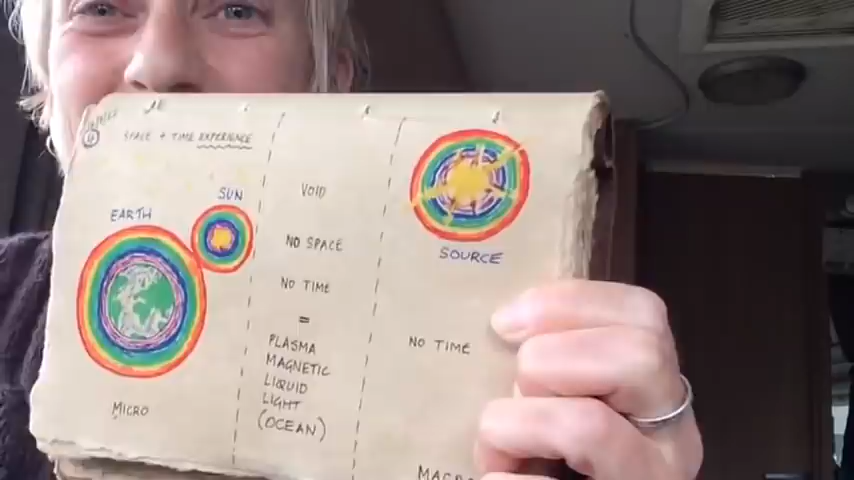 4
SPACE + TIME EXPERIENCE
EARTH
SUN
MICRO
VOID
NO SPACE
NO TIME
=
PLASMA
MAGNETIC
LIQUID
LIGHT
(OCEAN)
SOURCE
NO TIME